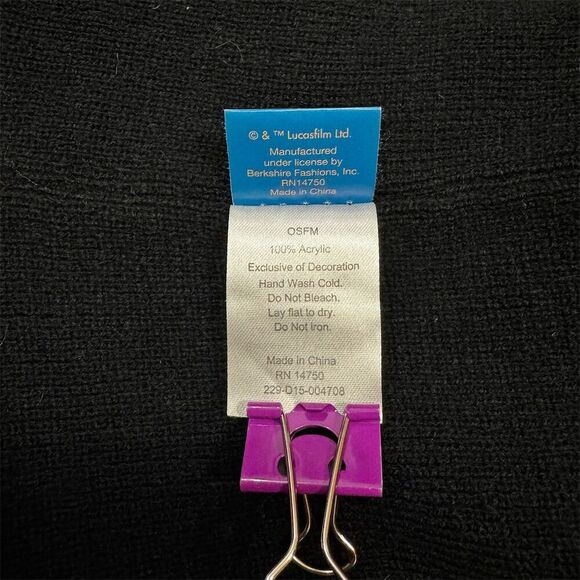 © & ™ Lucasfilm Ltd.
Manufactured
under license by
Berkshire Fashions, Inc.
RN14750
Made in China
OSFM
100% Acrylic
Exclusive of Decoration
Hand Wash Cold.
Do Not Bleach.
Lay flat to dry.
Do Not Iron.
Made in China
RN 14750
229-D15-004708